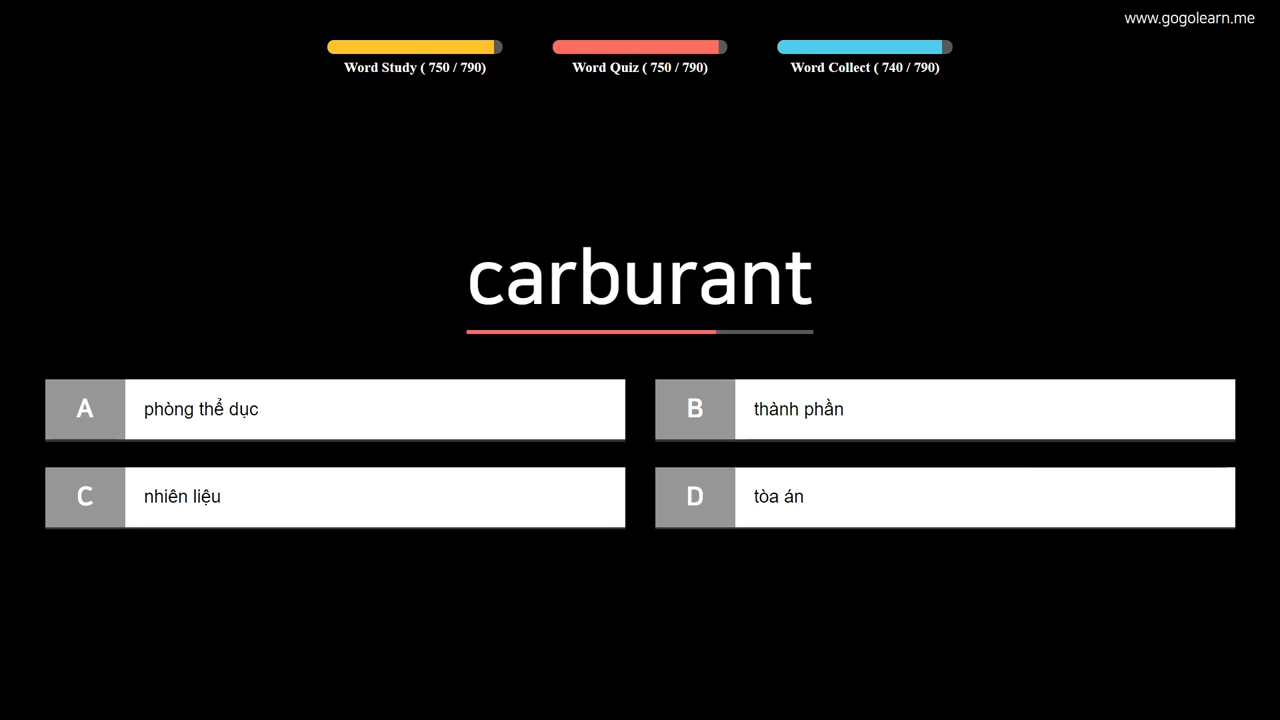 www.gogolearn.me
Word Study ( 750 / 790)
Word Quiz ( 750 / 790)
Word Collect ( 740 / 790)
carburant
A phòng thể dục
B thành phần
C nhiên liệu
D tòa án